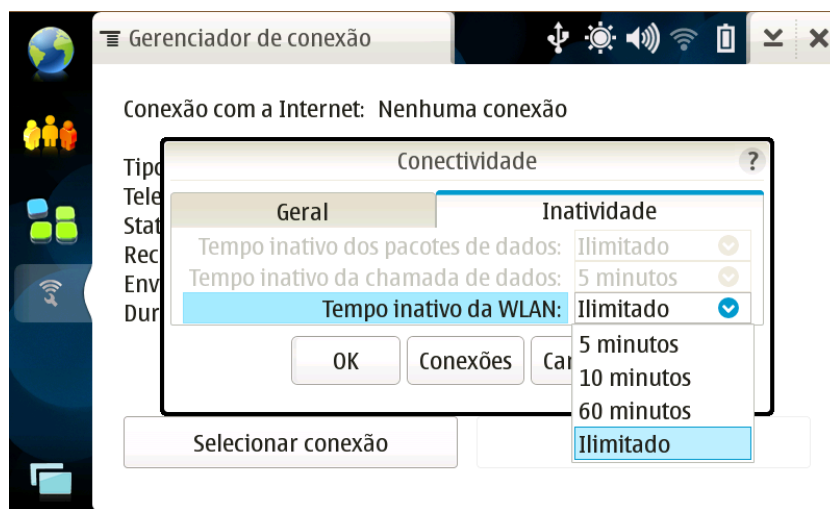 Gerenciador de conexão
Conexão com a Internet: Nenhuma conexão
Conectividade ?
Geral Inatividade
Tempo inativo dos pacotes de dados: Ilimitado
Tempo inativo da chamada de dados: 5 minutos
Tempo inativo da WLAN: Ilimitado
5 minutos
10 minutos
60 minutos
Ilimitado
OK Conexões Can
Tipo
Tele
Stat
Rec
Env
Dur
Selecionar conexão